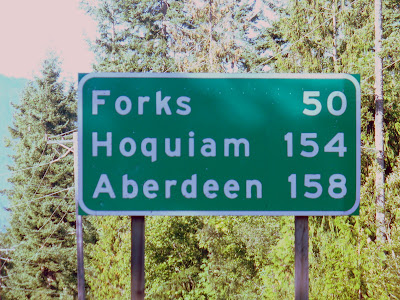 Forks 50
Hoquiam 154
Aberdeen 158